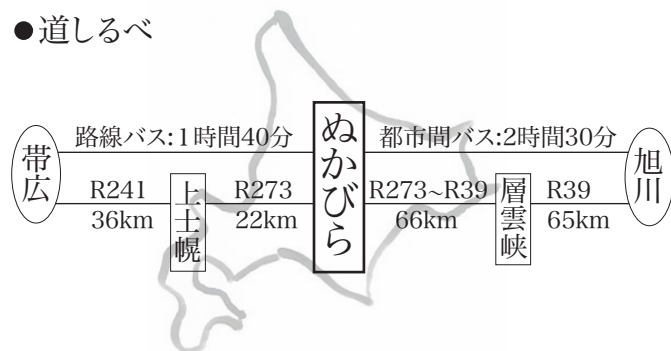 ●道しるべ
路線バス:1時間40分
都市間バス:2時間30分
帯広
R241
36km
上士幌
R273
22km
ぬかびら
R273~R39
66km
層雲峡
R39
65km
旭川